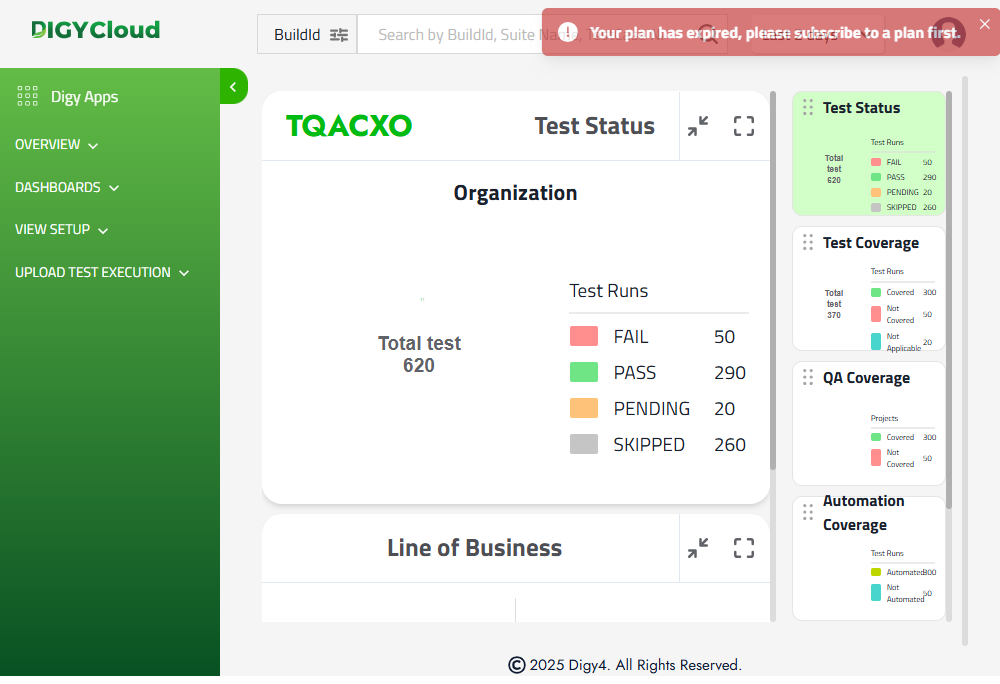 DIGYCloud
BuildId
Search by BuildId, Suite Na
Your plan has expired, please subscribe to a plan first.
Digy Apps
OVERVIEW
DASHBOARDS
VIEW SETUP
UPLOAD TEST EXECUTION
TQACXO
Test Status
Organization
Total test
620
Test Runs
FAIL 50
PASS 290
PENDING 20
SKIPPED 260
Line of Business
Test Status
Total
test
620
Test Runs
FAIL 50
PASS 290
PENDING 20
SKIPPED 260
Test Coverage
Total
test
370
Test Runs
Covered 300
Not
Covered 50
Not
Applicable 20
QA Coverage
Projects
Covered 300
Not
Covered 50
Automation
Coverage
Test Runs
Automated 300
Not
Automated 50
© 2025 Digy4. All Rights Reserved.